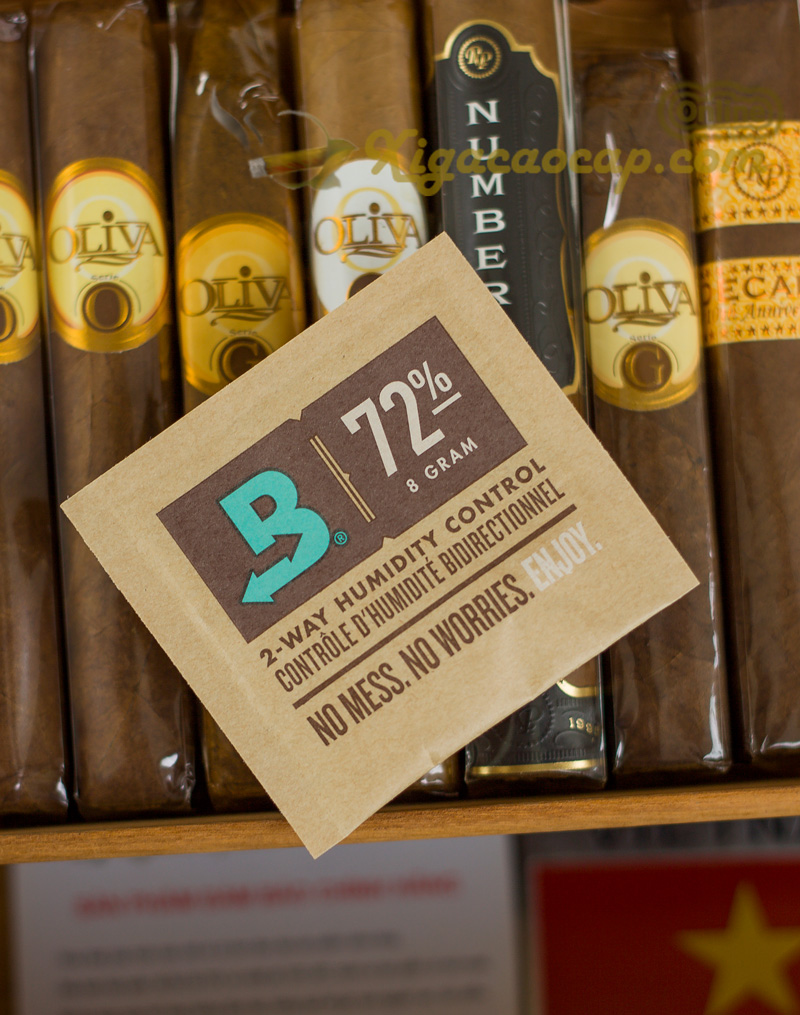 RP
NUMBER
Xigacaocap.com
RP
OLIVA
Serie
O
OLIVA
Serie
G
OLIVA
OLIVA
Serie
G
72%
8 GRAM
B®
2-WAY HUMIDITY CONTROL
CONTRÔLE D'HUMIDITÉ BIDIRECTIONNEL
NO MESS. NO WORRIES. ENJOY.